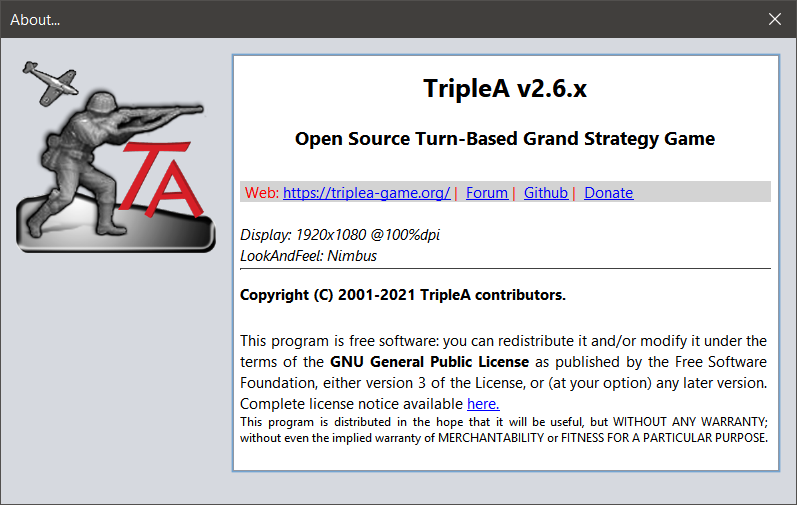 About...
TA
TripleA v2.6.x
Open Source Turn-Based Grand Strategy Game
Web: https://triplea-game.org/ | Forum | Github | Donate
Display: 1920x1080 @100%dpi
LookAndFeel: Nimbus
Copyright (C) 2001-2021 TripleA contributors.
This program is free software: you can redistribute it and/or modify it under the
terms of the GNU General Public License as published by the Free Software
Foundation, either version 3 of the License, or (at your option) any later version.
Complete license notice available here.
This program is distributed in the hope that it will be useful, but WITHOUT ANY WARRANTY;
without even the implied warranty of MERCHANTABILITY or FITNESS FOR A PARTICULAR PURPOSE.